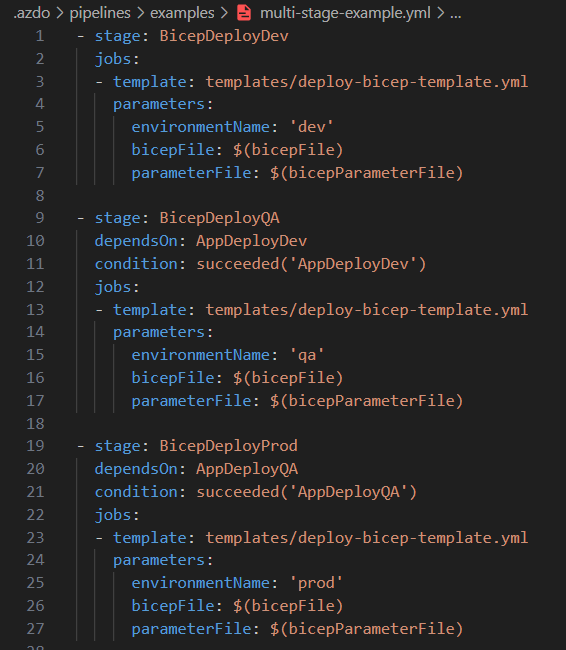 .azdo > pipelines > examples > multi-stage-example.yml > ...
1 - stage: BicepDeployDev
2 jobs:
3 - template: templates/deploy-bicep-template.yml
4 parameters:
5 environmentName: 'dev'
6 bicepFile: $(bicepFile)
7 parameterFile: $(bicepParameterFile)
8
9 - stage: BicepDeployQA
10 dependsOn: AppDeployDev
11 condition: succeeded('AppDeployDev')
12 jobs:
13 - template: templates/deploy-bicep-template.yml
14 parameters:
15 environmentName: 'qa'
16 bicepFile: $(bicepFile)
17 parameterFile: $(bicepParameterFile)
18
19 - stage: BicepDeployProd
20 dependsOn: AppDeployQA
21 condition: succeeded('AppDeployQA')
22 jobs:
23 - template: templates/deploy-bicep-template.yml
24 parameters:
25 environmentName: 'prod'
26 bicepFile: $(bicepFile)
27 parameterFile: $(bicepParameterFile)